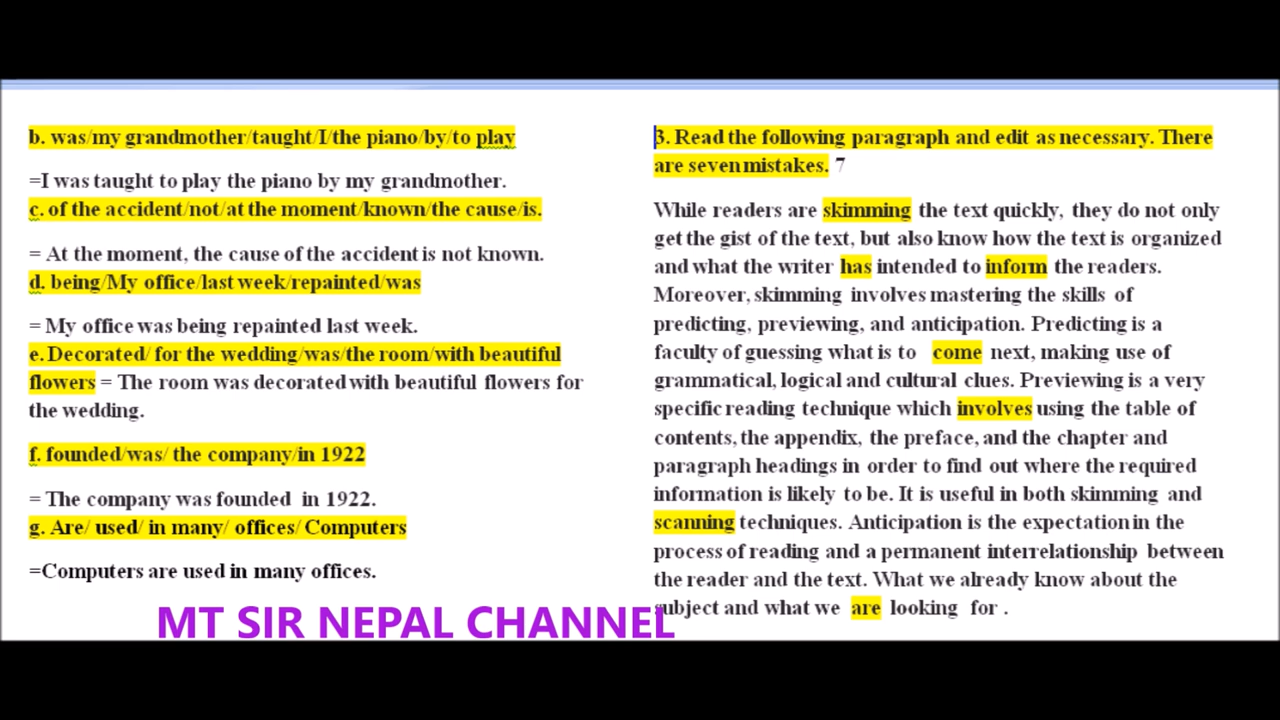 b. was/my grandmother/taught/I/the piano/by/to play
=I was taught to play the piano by my grandmother.
c. of the accident/not/at the moment/known/the cause/is.
= At the moment, the cause of the accident is not known.
d. being/My office/last week/repainted/was
= My office was being repainted last week.
e. Decorated/ for the wedding/was/the room/with beautiful
flowers = The room was decorated with beautiful flowers for
the wedding.
f. founded/was/ the company/in 1922
= The company was founded in 1922.
g. Are/ used/ in many/ offices/ Computers
=Computers are used in many offices.
3. Read the following paragraph and edit as necessary. There
are seven mistakes. 7
While readers are skimming the text quickly, they do not only
get the gist of the text, but also know how the text is organized
and what the writer has intended to inform the readers.
Moreover, skimming involves mastering the skills of
predicting, previewing, and anticipation. Predicting is a
faculty of guessing what is to come next, making use of
grammatical, logical and cultural clues. Previewing is a very
specific reading technique which involves using the table of
contents, the appendix, the preface, and the chapter and
paragraph headings in order to find out where the required
information is likely to be. It is useful in both skimming and
scanning techniques. Anticipation is the expectation in the
process of reading and a permanent interrelationship between
the reader and the text. What we already know about the
subject and what we are looking for .
MT SIR NEPAL CHANNEL